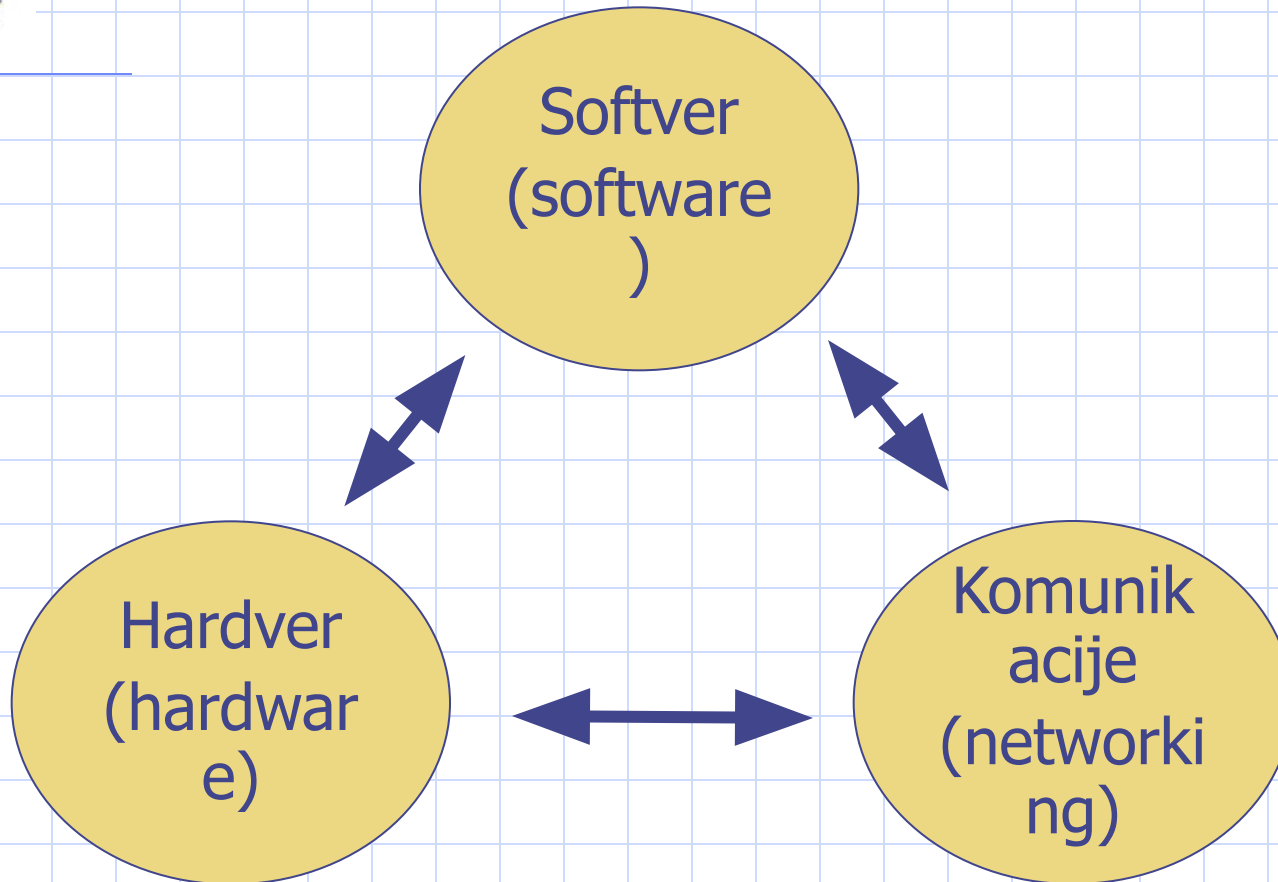 Softver
(software
)
Hardver
(hardwar
e)
Komunik
acije
(networki
ng)